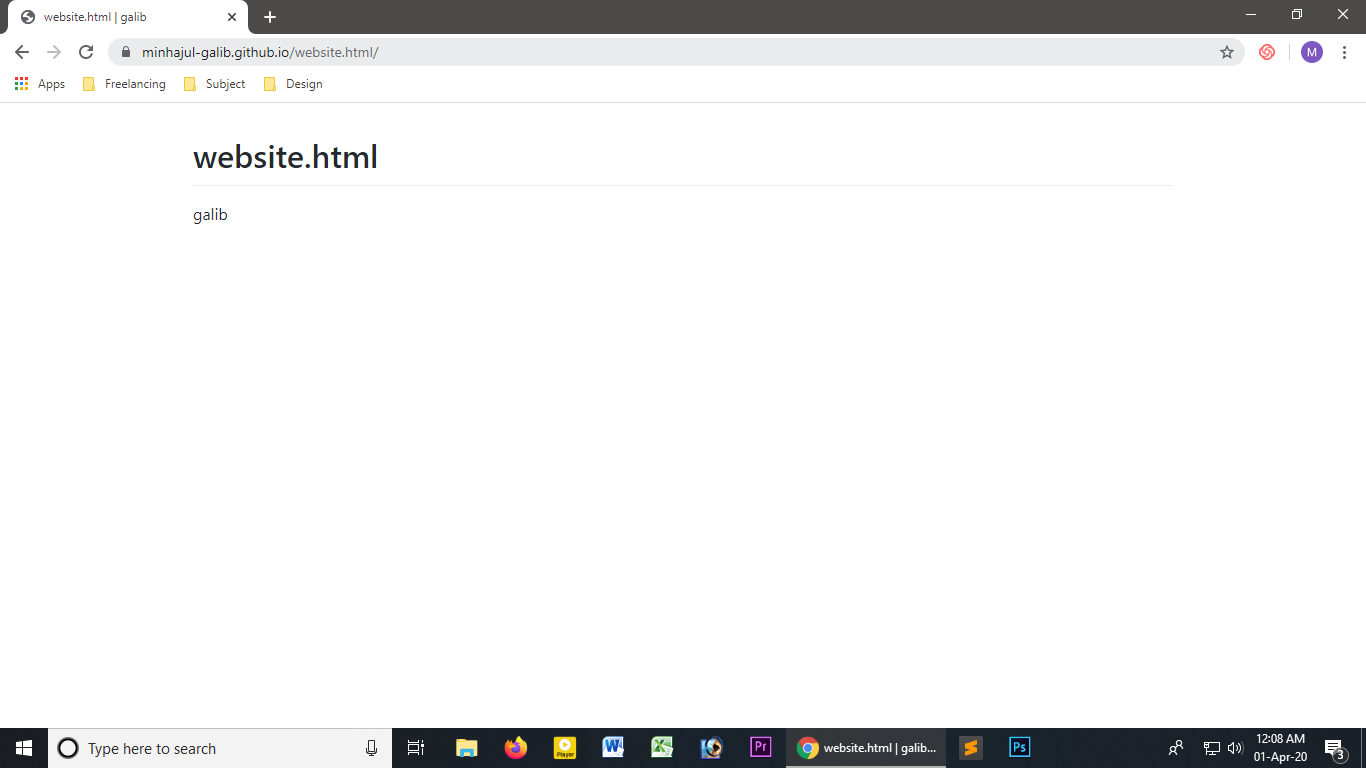 website.html | galib
minhajul-galib.github.io/website.html/
M
Apps
Freelancing
Subject
Design
website.html
galib
Type here to search
Player
W
X
Pr
website.html | galib...
S
Ps
12:08 AM
01-Apr-20
3